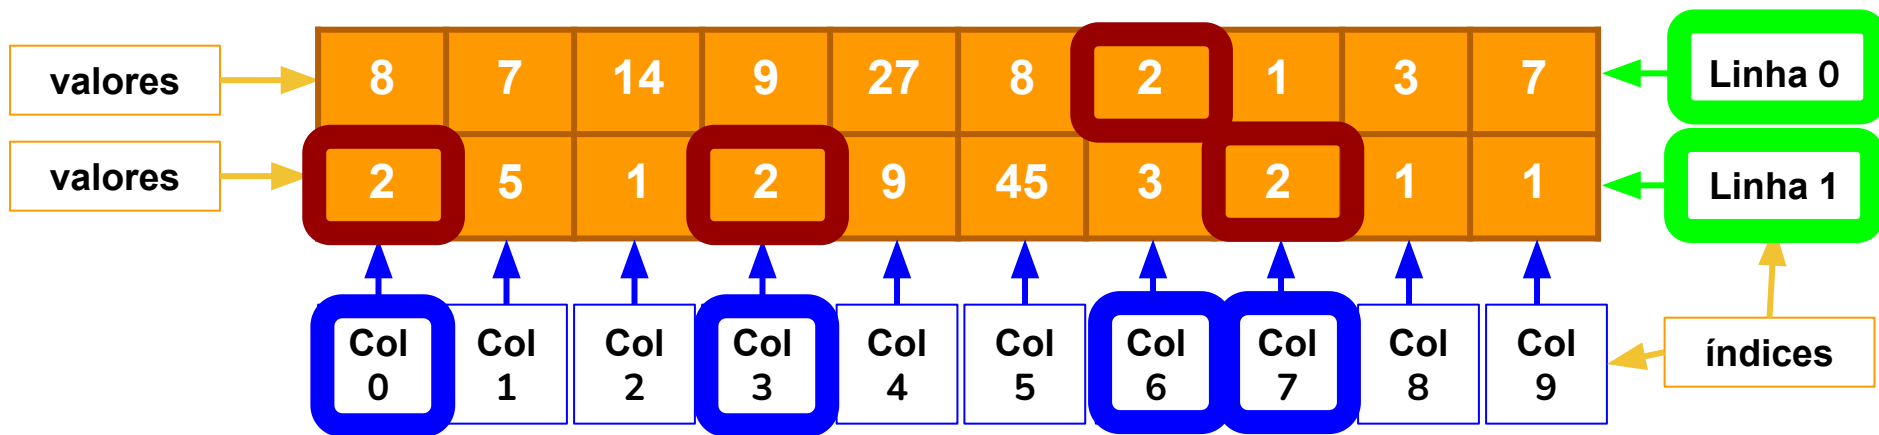 valores 8 7 14 9 27 8 2 1 3 7 Linha 0
valores 2 5 1 2 9 45 3 2 1 1 Linha 1
Col Col Col Col Col Col Col Col Col Col
0 1 2 3 4 5 6 7 8 9
índices